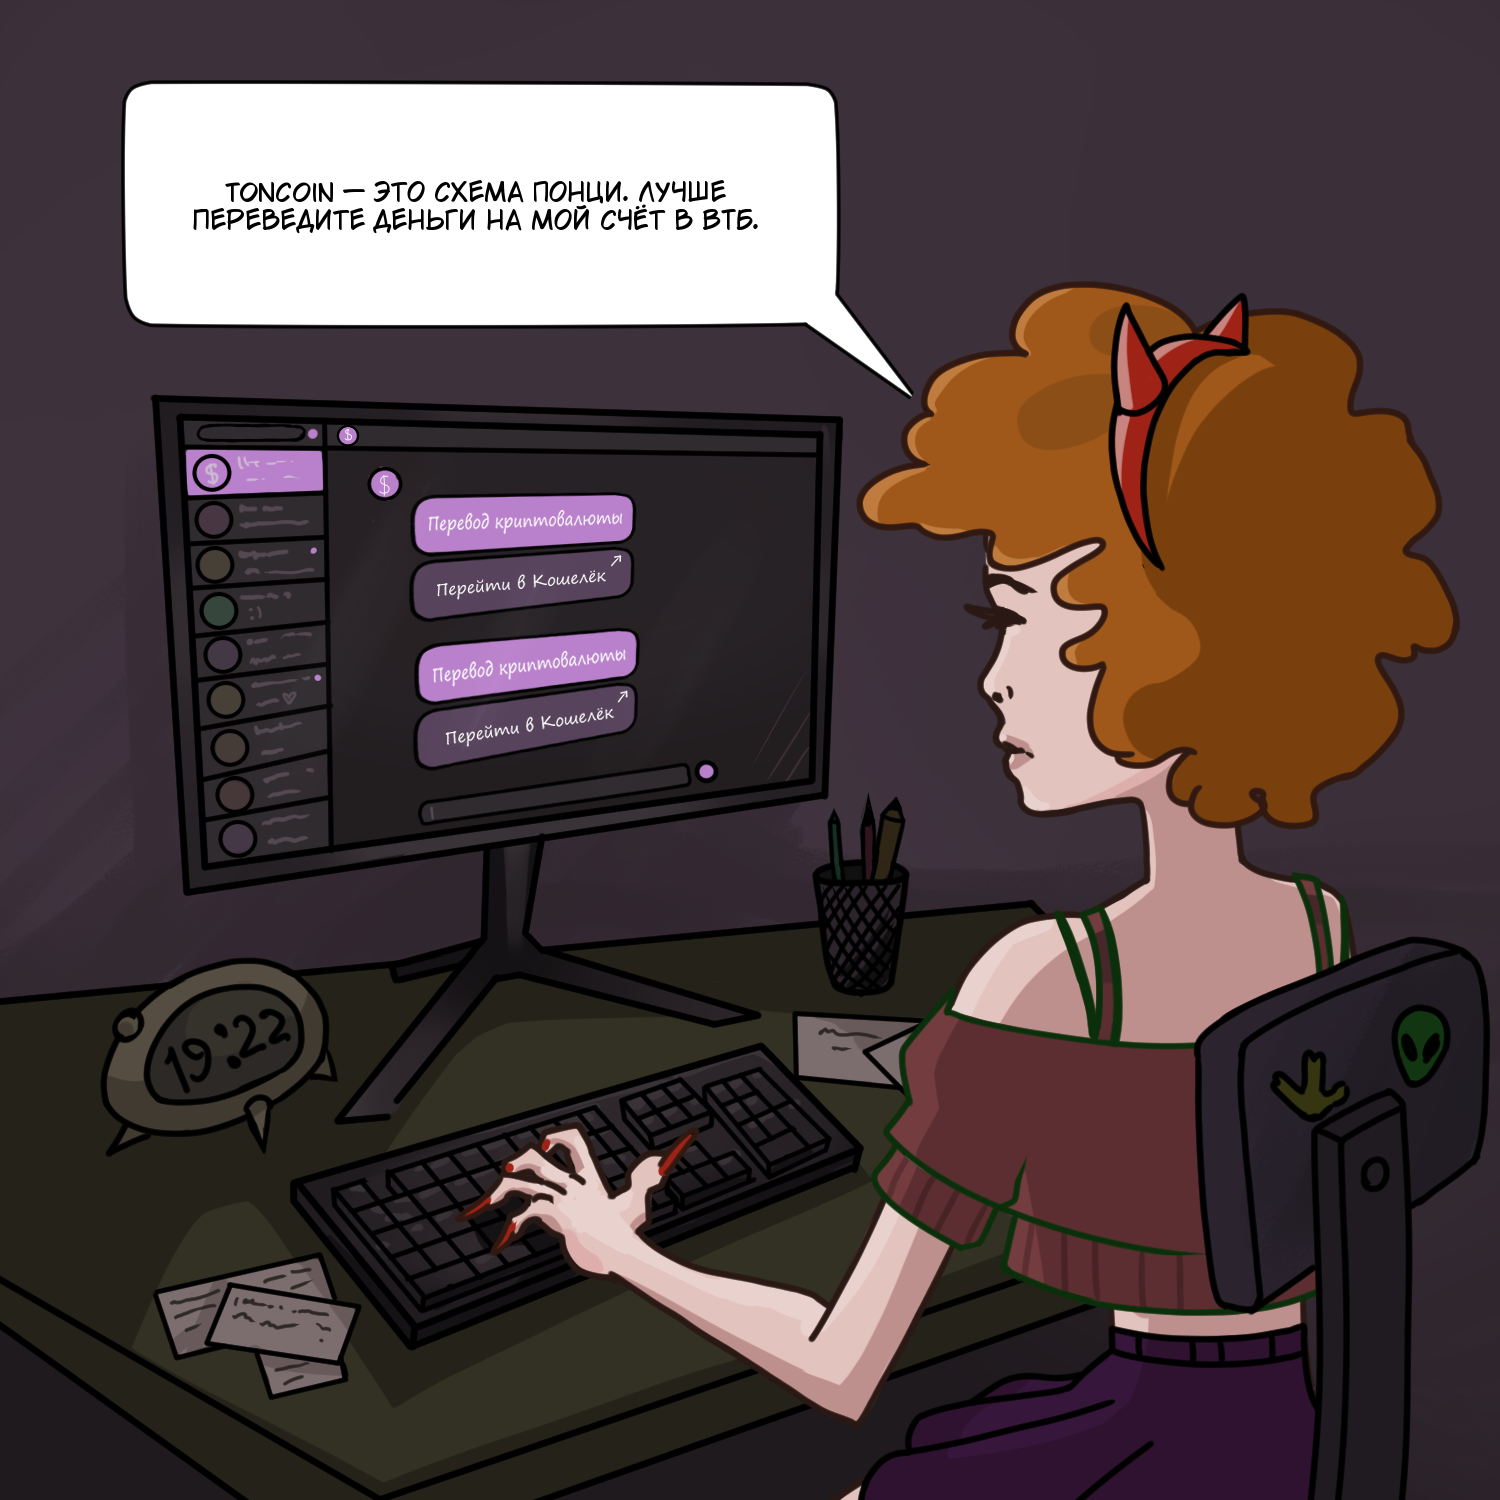 TONCOIN — ЭТО СХЕМА ПОНЦИ. ЛУЧШЕ
ПЕРЕВЕДИТЕ ДЕНЬГИ НА МОЙ СЧЁТ В ВТБ.
$
$
$
Перевод криптовалюты
Перейти в Кошелёк
:)
Перевод криптовалюты
Перейти в Кошелёк
19:22